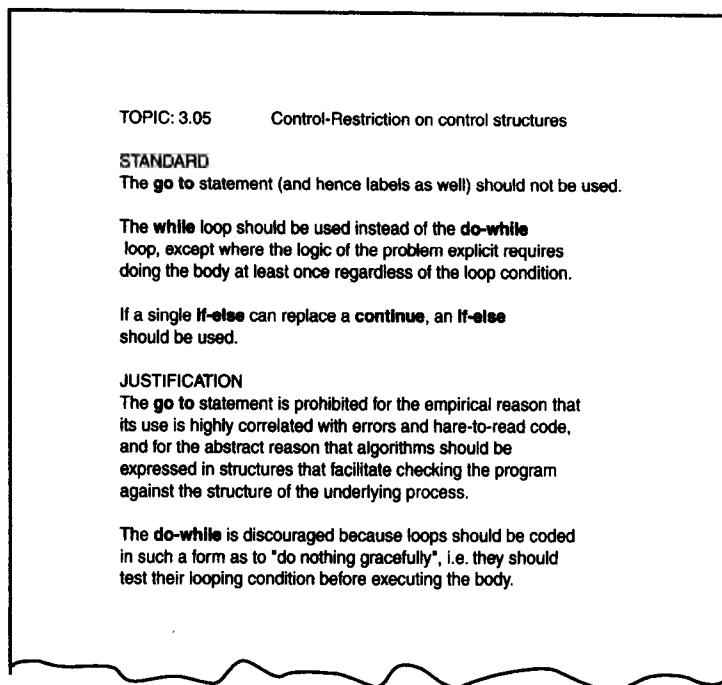 TOPIC: 3.05 Control-Restriction on control structures
STANDARD
The go to statement (and hence labels as well) should not be used.
The while loop should be used instead of the do-while
loop, except where the logic of the problem explicit requires
doing the body at least once regardless of the loop condition.
If a single if-else can replace a continue, an if-else
should be used.
JUSTIFICATION
The go to statement is prohibited for the empirical reason that
its use is highly correlated with errors and hare-to-read code,
and for the abstract reason that algorithms should be
expressed in structures that facilitate checking the program
against the structure of the underlying process.
The do-while is discouraged because loops should be coded
in such a form as to "do nothing gracefully", i.e. they should
test their looping condition before executing the body.